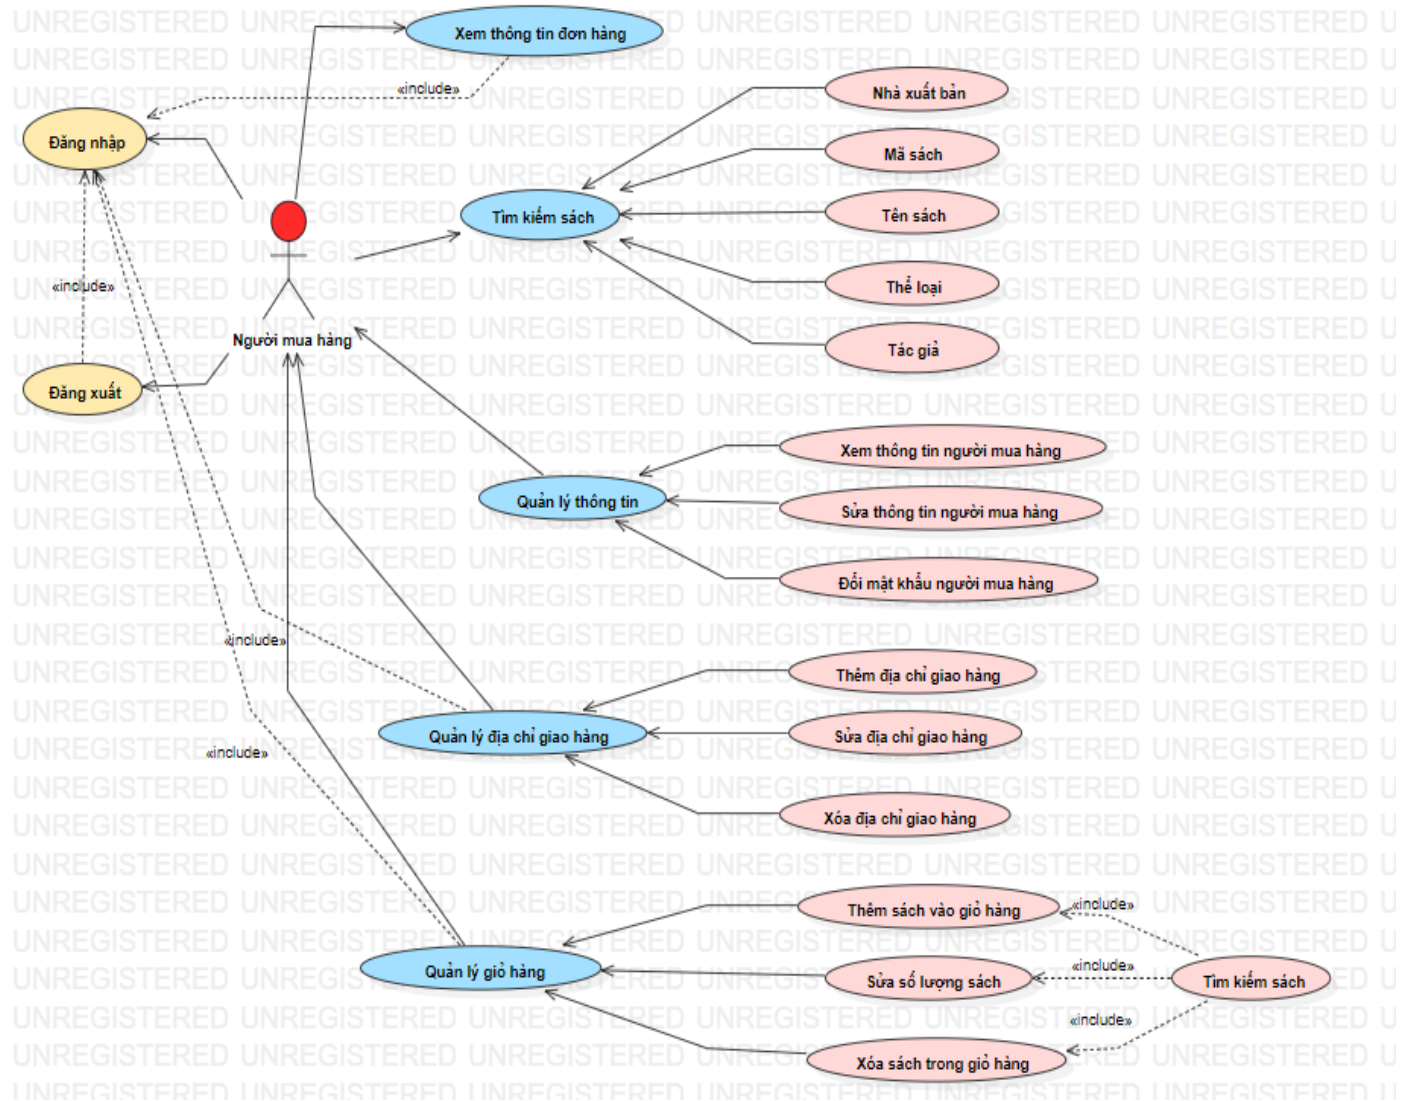 Xem thông tin đơn hàng
«include»
Nhà xuất bản
Đăng nhập
Mã sách
Tìm kiếm sách
Tên sách
«include»
Thể loại
Người mua hàng
Tác giả
Đăng xuất
Xem thông tin người mua hàng
Quản lý thông tin
Sửa thông tin người mua hàng
Đổi mật khẩu người mua hàng
«include»
Thêm địa chỉ giao hàng
Quản lý địa chỉ giao hàng
Sửa địa chỉ giao hàng
«include»
Xóa địa chỉ giao hàng
Thêm sách vào giỏ hàng
«include»
Quản lý giỏ hàng
Sửa số lượng sách
«include»
Tìm kiếm sách
«include»
Xóa sách trong giỏ hàng
UNREGISTERED